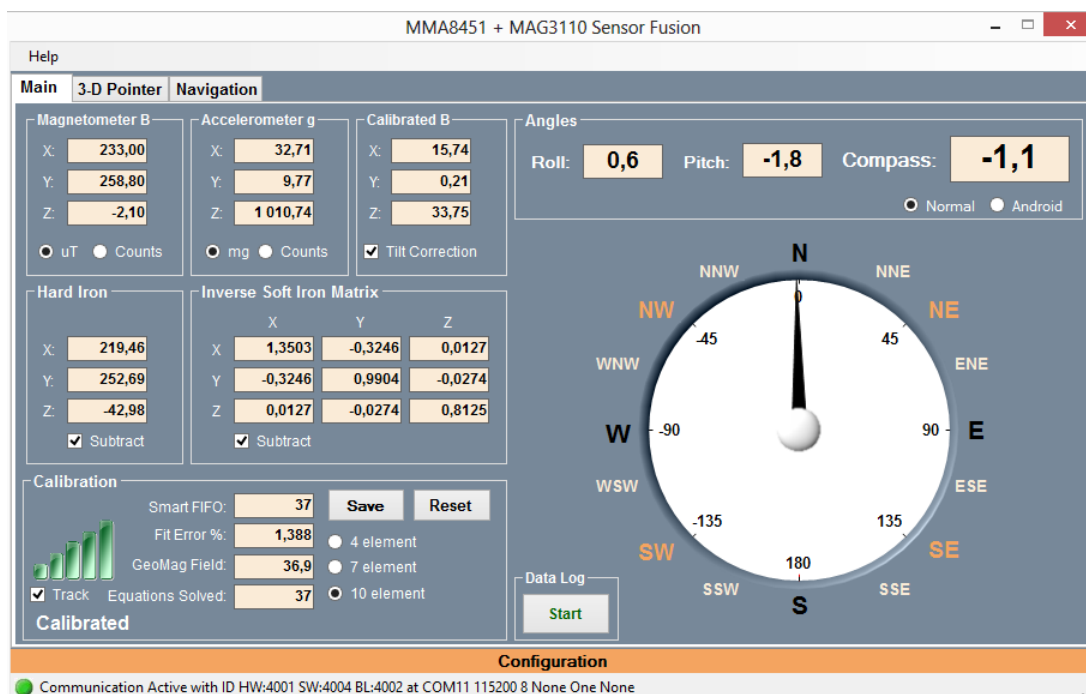 MMA8451 + MAG3110 Sensor Fusion
Help
Main 3-D Pointer Navigation
Magnetometer B
X: 233,00
Y: 258,80
Z: -2,10
uT Counts
Accelerometer g
X: 32,71
Y: 9,77
Z: 1 010,74
mg Counts
Calibrated B
X: 15,74
Y: 0,21
Z: 33,75
Tilt Correction
Angles
Roll: 0,6 Pitch: -1,8 Compass: -1,1
Normal Android
Hard Iron
X: 219,46
Y: 252,69
Z: -42,98
Subtract
Inverse Soft Iron Matrix
X Y Z
X 1,3503 -0,3246 0,0127
Y -0,3246 0,9904 -0,0274
Z 0,0127 -0,0274 0,8125
Subtract
N
NNW NNE
0
NW NE
-45 45
WNW ENE
W -90 90 E
WSW ESE
-135 135
SW SE
180
SSW SSE
S
Calibration
Smart FIFO: 37
Fit Error %: 1,388
GeoMag Field: 36,9
Equations Solved: 37
Track
Calibrated
Save Reset
4 element
7 element
10 element
Data Log
Start
Configuration
Communication Active with ID HW:4001 SW:4004 BL:4002 at COM11 115200 8 None One None